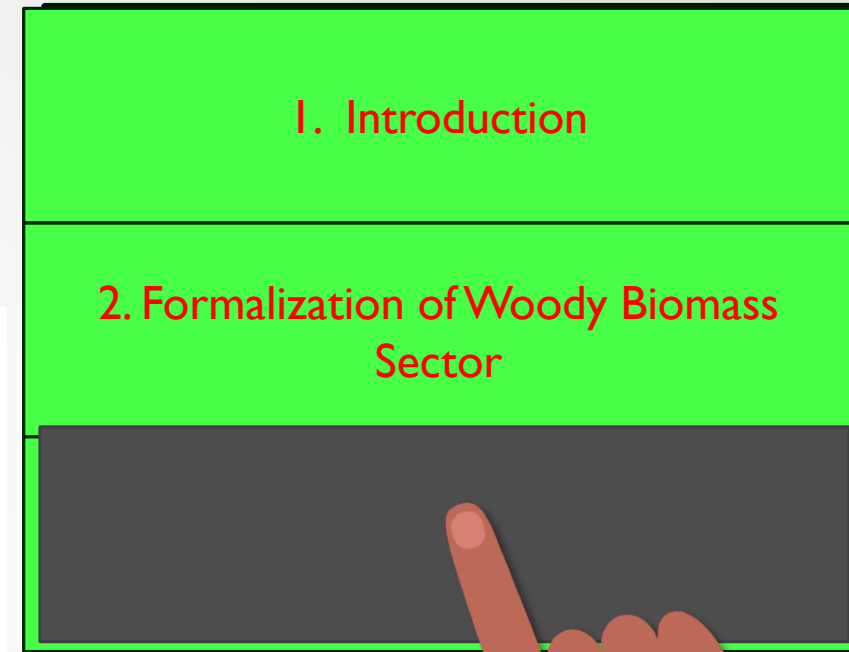 1. Introduction
2. Formalization of Woody Biomass
Sector